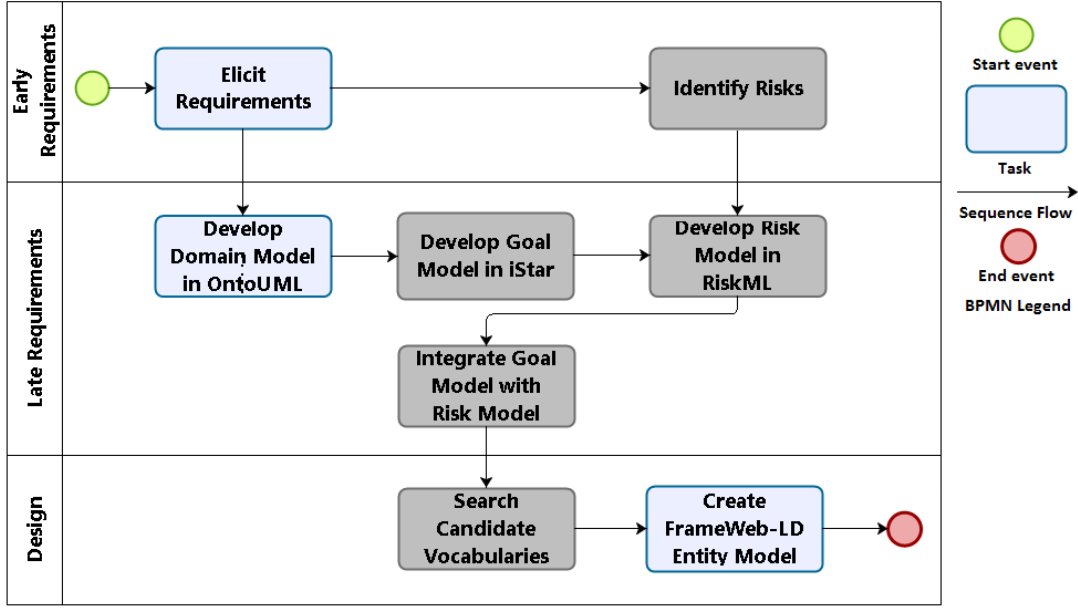 Early
Requirements
Elicit
Requirements
Identify Risks
Late Requirements
Develop
Domain Model
in OntoUML
Develop Goal
Model in iStar
Develop Risk
Model in
RiskML
Integrate Goal
Model with
Risk Model
Design
Search
Candidate
Vocabularies
Create
FrameWeb-LD
Entity Model
Start event
Task
Sequence Flow
End event
BPMN Legend